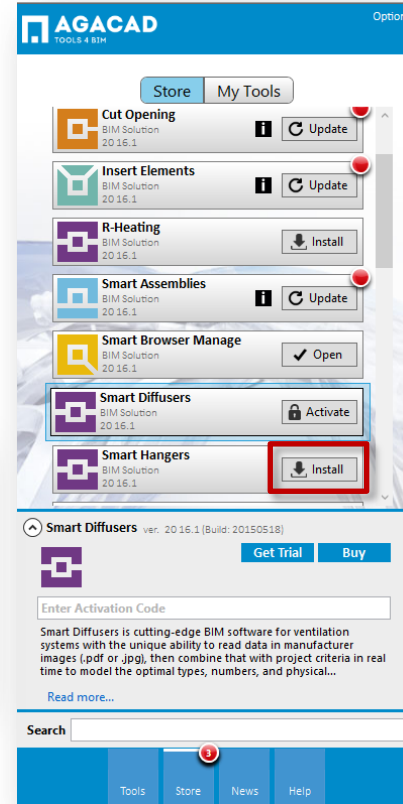 AGACAD
TOOLS 4 BIM
Option
Store
My Tools
Cut Opening
BIM Solution
2016.1
i
Update
Insert Elements
BIM Solution
2016.1
i
Update
R-Heating
BIM Solution
2016.1
Install
Smart Assemblies
BIM Solution
2016.1
i
Update
Smart Browser Manage
BIM Solution
2016.1
Open
Smart Diffusers
BIM Solution
2016.1
Activate
Smart Hangers
BIM Solution
2016.1
Install
Smart Diffusers ver. 2016.1 (Build: 20150518)
Get Trial
Buy
Enter Activation Code
Smart Diffusers is cutting-edge BIM software for ventilation
systems with the unique ability to read data in manufacturer
images (.pdf or .jpg), then combine that with project criteria in real
time to model the optimal types, numbers, and physical...
Read more...
Search
3
Tools
Store
News
Help